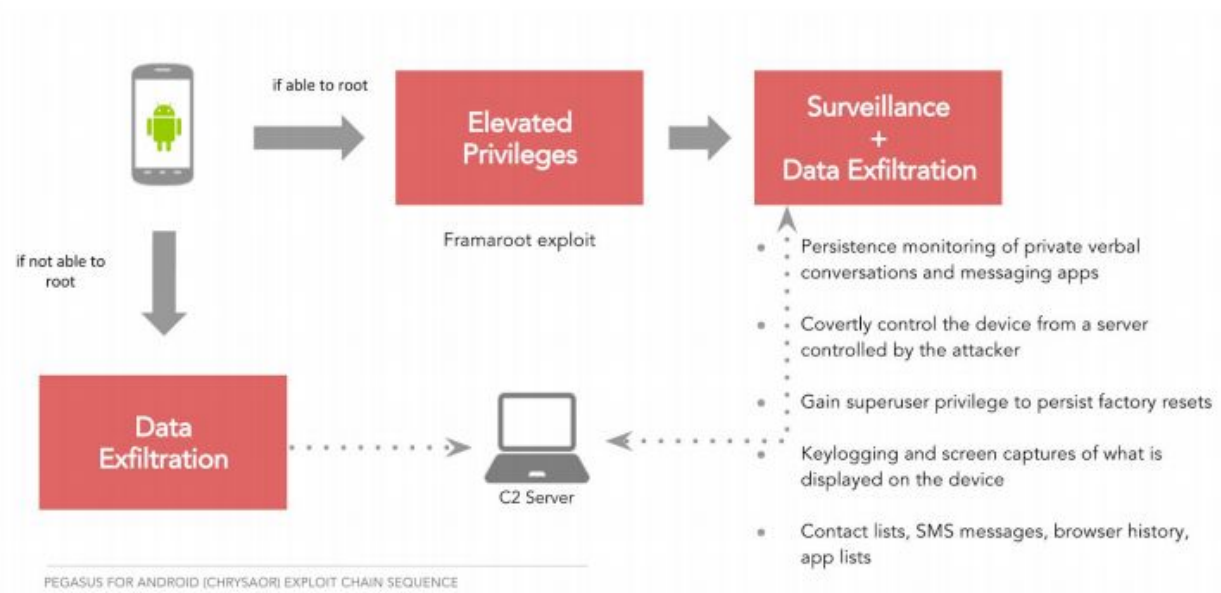 if able to root
Elevated
Privileges
Surveillance
+
Data Exfiltration
Framaroot exploit
if not able to
root
Persistence monitoring of private verbal
conversations and messaging apps
Covertly control the device from a server
controlled by the attacker
Gain superuser privilege to persist factory resets
Keylogging and screen captures of what is
displayed on the device
Contact lists, SMS messages, browser history,
app lists
Data
Exfiltration
C2 Server
PEGASUS FOR ANDROID (CHRYSAOR) EXPLOIT CHAIN SEQUENCE